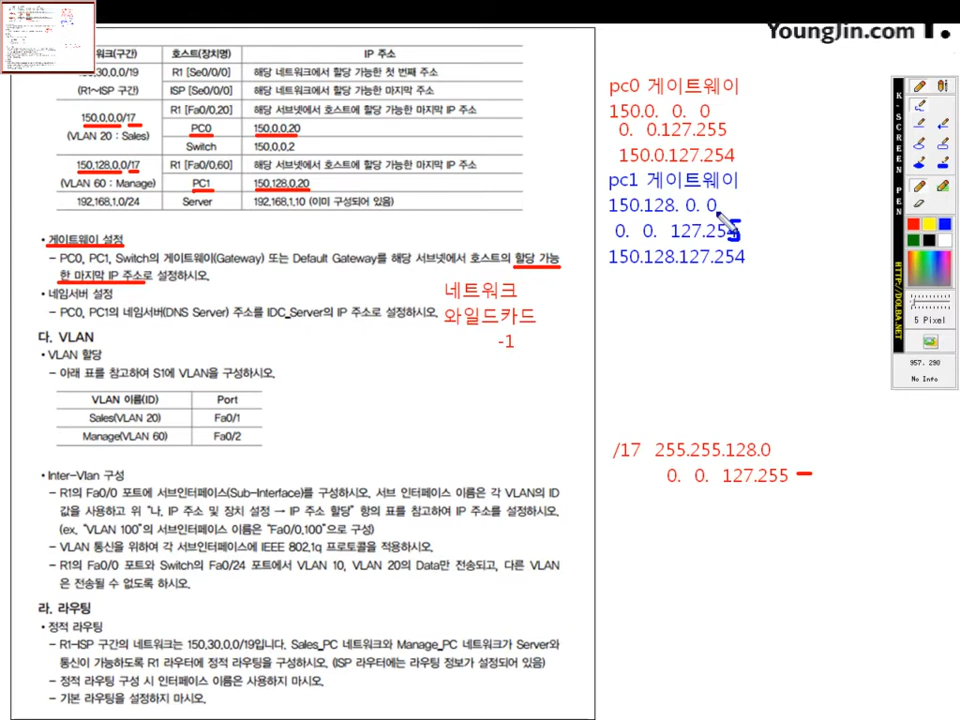 YoungJin.com
워크(구간) 호스트(장치명) IP 주소
150.30.0.0/19 R1 [Se0/0/0] 해당 네트워크에서 할당 가능한 첫 번째 주소
(R1~ISP 구간) ISP [Se0/0/0] 해당 네트워크에서 할당 가능한 마지막 주소
150.0.0.0/17 R1 [Fa0/0.20] 해당 서브넷에서 호스트에 할당 가능한 마지막 IP 주소
(VLAN 20 : Sales) PC0 150.0.0.20
Switch 150.0.0.2
150.128.0.0/17 R1 [Fa0/0.60] 해당 서브넷에서 호스트에 할당 가능한 마지막 IP 주소
(VLAN 60 : Manage) PC1 150.128.0.20
192.168.1.0/24 Server 192.168.1.10 (이미 구성되어 있음)
• 게이트웨이 설정
– PC0, PC1, Switch의 게이트웨이(Gateway) 또는 Default Gateway를 해당 서브넷에서 호스트의 할당 가능
한 마지막 IP 주소로 설정하시오.
• 네임서버 설정
– PC0, PC1의 네임서버(DNS Server) 주소를 IDC_Server의 IP 주소로 설정하시오.
다. VLAN
• VLAN 할당
– 아래 표를 참고하여 S1에 VLAN을 구성하시오.
VLAN 이름(ID) Port
Sales(VLAN 20) Fa0/1
Manage(VLAN 60) Fa0/2
• Inter-Vlan 구성
– R1의 Fa0/0 포트에 서브인터페이스(Sub-Interface)를 구성하시오. 서브 인터페이스 이름은 각 VLAN의 ID
값을 사용하고 위 "나. IP 주소 및 장치 설정 → IP 주소 할당" 항의 표를 참고하여 IP 주소를 설정하시오.
(ex. "VLAN 100"의 서브인터페이스 이름은 "Fa0/0.100"으로 구성)
– VLAN 통신을 위하여 각 서브인터페이스에 IEEE 802.1q 프로토콜을 적용하시오.
– R1의 Fa0/0 포트와 Switch의 Fa0/24 포트에서 VLAN 10, VLAN 20의 Data만 전송되고, 다른 VLAN
은 전송될 수 없도록 하시오.
라. 라우팅
• 정적 라우팅
– R1-ISP 구간의 네트워크는 150.30.0.0/19입니다. Sales_PC 네트워크와 Manage_PC 네트워크가 Server와
통신이 가능하도록 R1 라우터에 정적 라우팅을 구성하시오. (ISP 라우터에는 라우팅 정보가 설정되어 있음)
– 정적 라우팅 구성 시 인터페이스 이름은 사용하지 마시오.
– 기본 라우팅을 설정하지 마시오.
네트워크
와일드카드
-1
pc0 게이트웨이
150.0. 0. 0
0. 0.127.255
150.0.127.254
pc1 게이트웨이
150.128. 0. 0
0. 0. 127.25
150.128.127.254
/17 255.255.128.0
0. 0. 127.255
K-SCREEN PEN
HTTP://DOLBA.NET
5 Pixel
957, 290
No Info